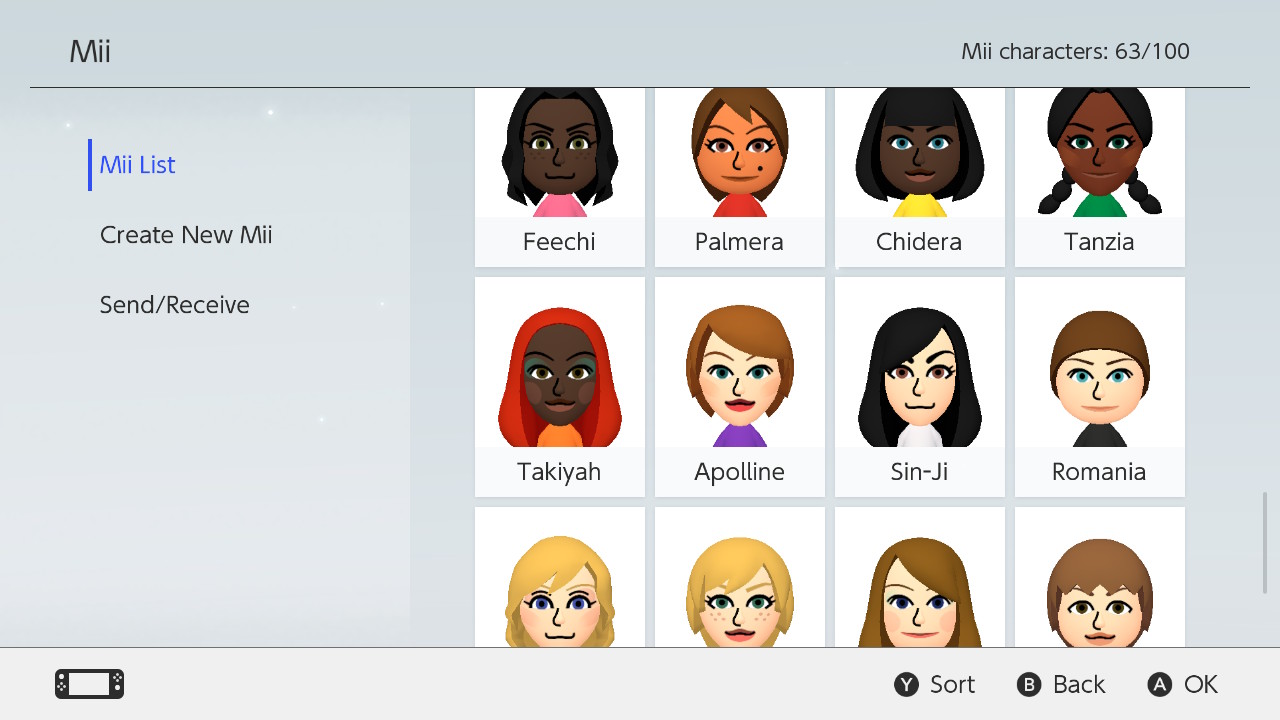 Mii
Mii characters: 63/100
Mii List
Create New Mii
Send/Receive
Feechi
Palmera
Chidera
Tanzia
Takiyah
Apolline
Sin-Ji
Romania
Y Sort
B Back
A OK